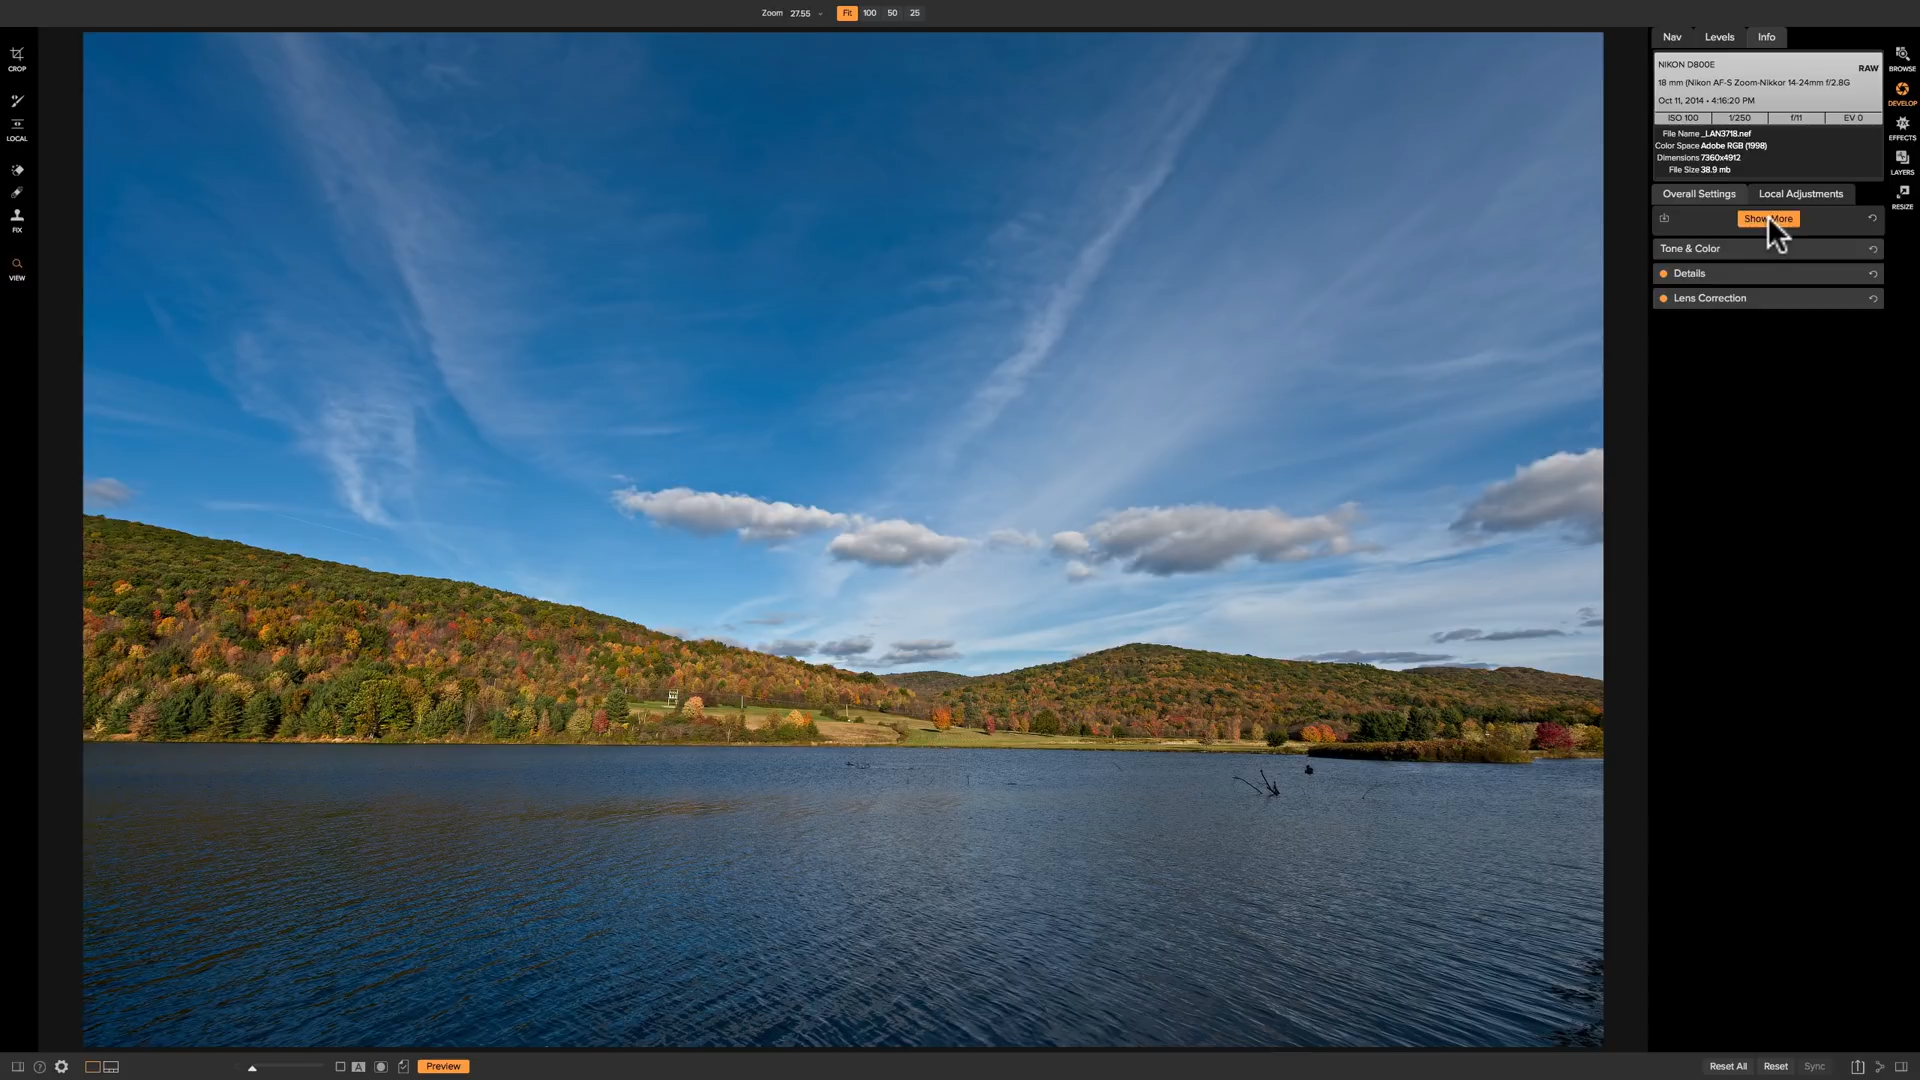 Zoom 27.55 Fit 100 50 25
Nav Levels Info
NIKON D800E
RAW
18 mm (Nikon AF-S Zoom-Nikkor 14-24mm f/2.8G
Oct 11, 2014 • 4:16:20 PM
ISO 100 1/250 f/11 EV 0
File Name _LAN3718.nef
Color Space Adobe RGB (1998)
Dimensions 7360x4912
File Size 38.9 mb
Overall Settings Local Adjustments
Show More
Tone & Color
Details
Lens Correction
CROP
LOCAL
FIX
VIEW
BROWSE
DEVELOP
EFFECTS
LAYERS
RESIZE
A Preview
Reset All Reset Sync